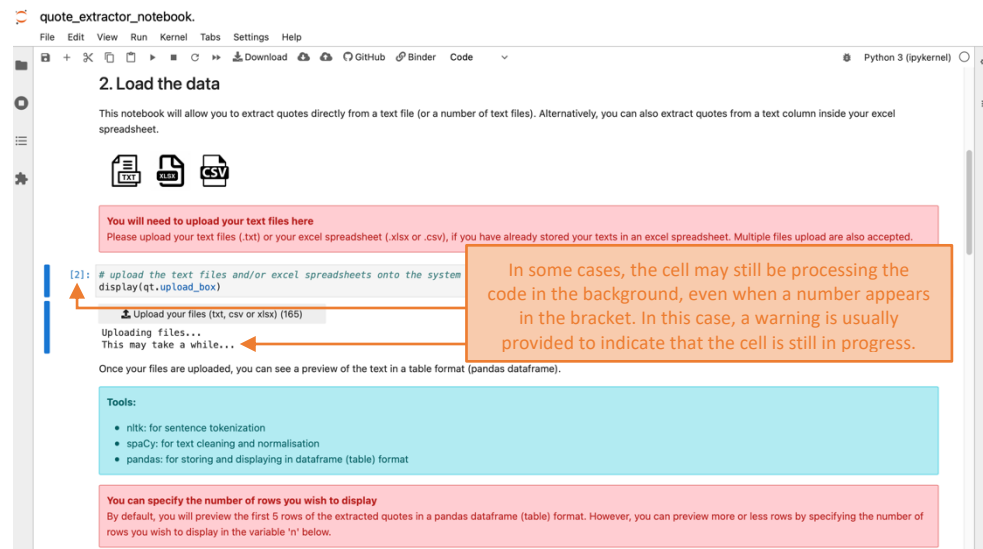 quote_extractor_notebook.
File Edit View Run Kernel Tabs Settings Help
Download GitHub Binder Code Python 3 (ipykernel)
2. Load the data
This notebook will allow you to extract quotes directly from a text file (or a number of text files). Alternatively, you can also extract quotes from a text column inside your excel
spreadsheet.
TXT XLSX CSV
You will need to upload your text files here
Please upload your text files (.txt) or your excel spreadsheet (.xlsx or .csv), if you have already stored your texts in an excel spreadsheet. Multiple files upload are also accepted.
[2]: # upload the text files and/or excel spreadsheets onto the system
display(qt.upload_box)
In some cases, the cell may still be processing the
code in the background, even when a number appears
in the bracket. In this case, a warning is usually
provided to indicate that the cell is still in progress.
Upload your files (txt, csv or xlsx) (165)
Uploading files...
This may take a while...
Once your files are uploaded, you can see a preview of the text in a table format (pandas dataframe).
Tools:
• nltk: for sentence tokenization
• spaCy: for text cleaning and normalisation
• pandas: for storing and displaying in dataframe (table) format
You can specify the number of rows you wish to display
By default, you will preview the first 5 rows of the extracted quotes in a pandas dataframe (table) format. However, you can preview more or less rows by specifying the number of
rows you wish to display in the variable 'n' below.